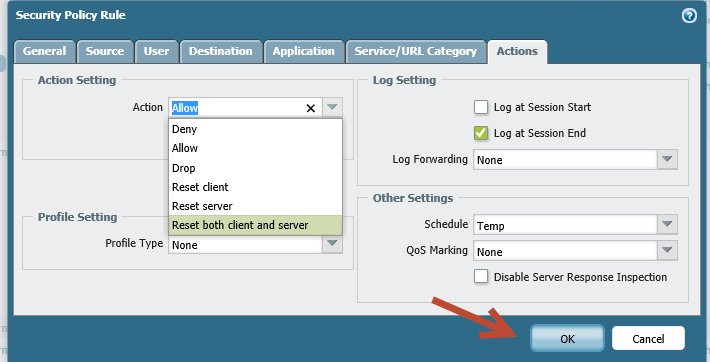 Security Policy Rule
General Source User Destination Application Service/URL Category Actions
Action Setting
Action Allow
Deny
Allow
Drop
Reset client
Reset server
Reset both client and server
Profile Setting
Profile Type None
Log Setting
Log at Session Start
Log at Session End
Log Forwarding None
Other Settings
Schedule Temp
QoS Marking None
Disable Server Response Inspection
OK Cancel